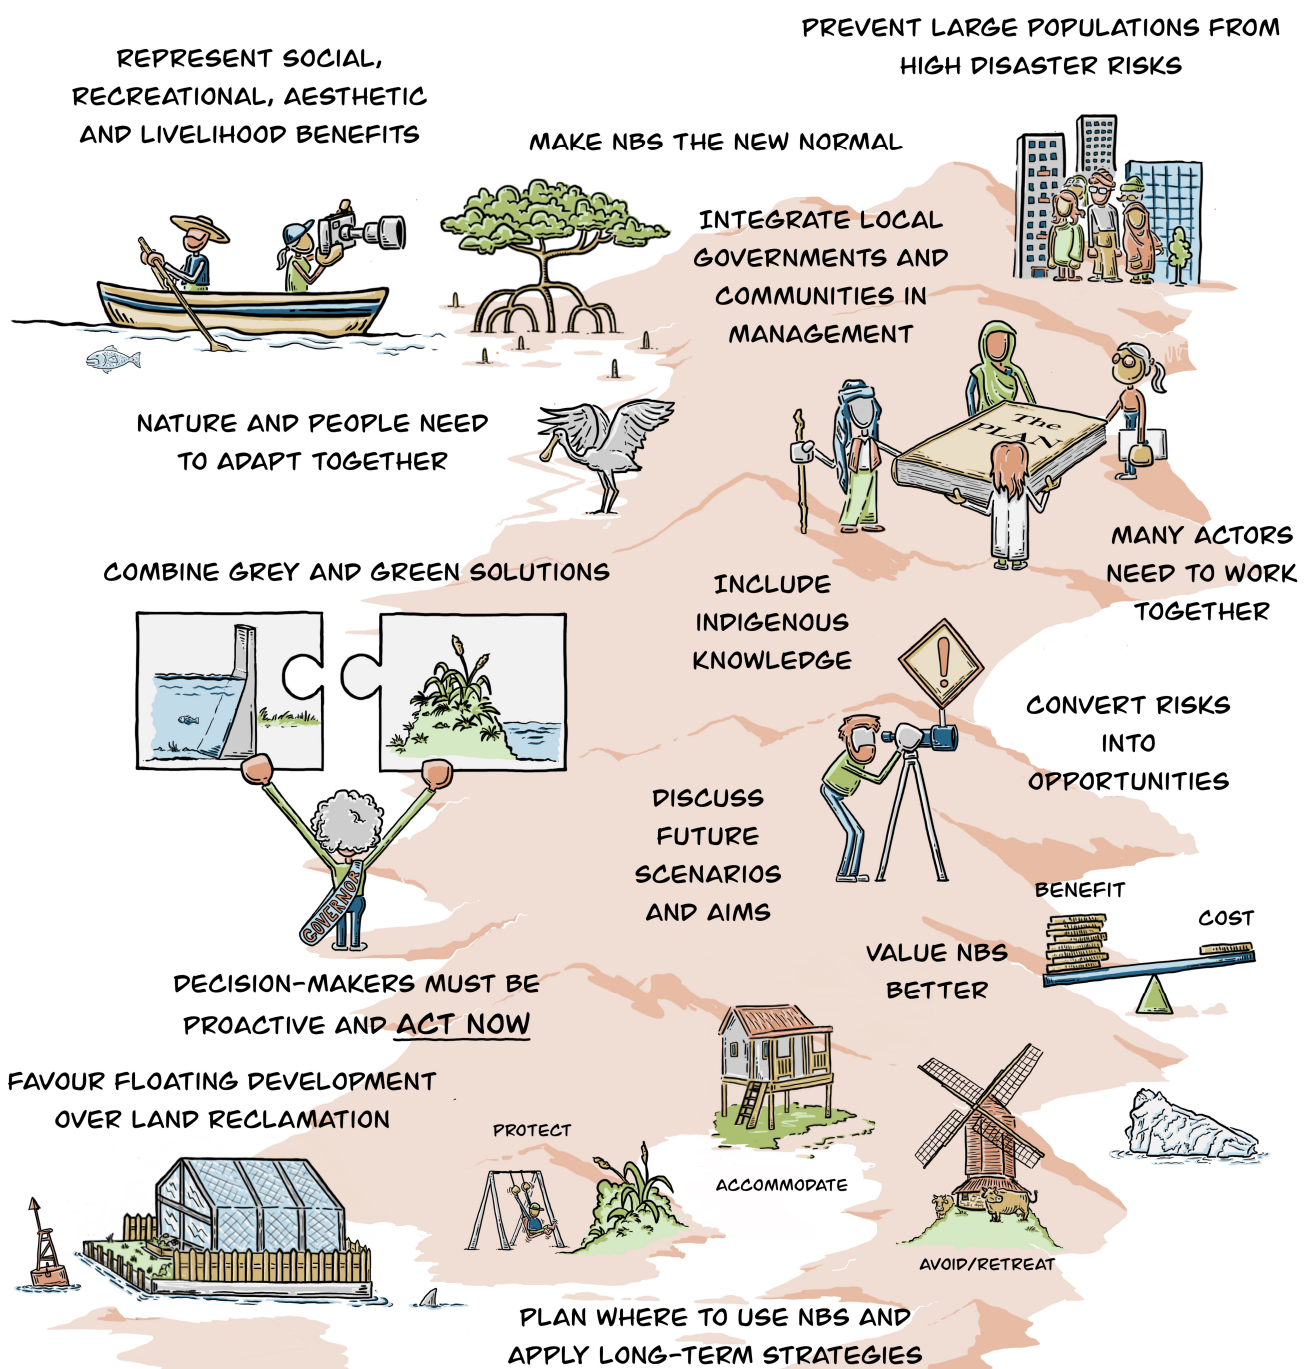 PREVENT LARGE POPULATIONS FROM
HIGH DISASTER RISKS
REPRESENT SOCIAL,
RECREATIONAL, AESTHETIC
AND LIVELIHOOD BENEFITS
MAKE NBS THE NEW NORMAL
INTEGRATE LOCAL
GOVERNMENTS AND
COMMUNITIES IN
MANAGEMENT
The
PLAN
NATURE AND PEOPLE NEED
TO ADAPT TOGETHER
MANY ACTORS
NEED TO WORK
TOGETHER
COMBINE GREY AND GREEN SOLUTIONS
INCLUDE
INDIGENOUS
KNOWLEDGE
!
CONVERT RISKS
INTO
OPPORTUNITIES
DISCUSS
FUTURE
SCENARIOS
AND AIMS
GOVERNOR
BENEFIT
COST
VALUE NBS
BETTER
DECISION-MAKERS MUST BE
PROACTIVE AND ACT NOW
FAVOUR FLOATING DEVELOPMENT
OVER LAND RECLAMATION
PROTECT
ACCOMMODATE
AVOID/RETREAT
PLAN WHERE TO USE NBS AND
APPLY LONG-TERM STRATEGIES